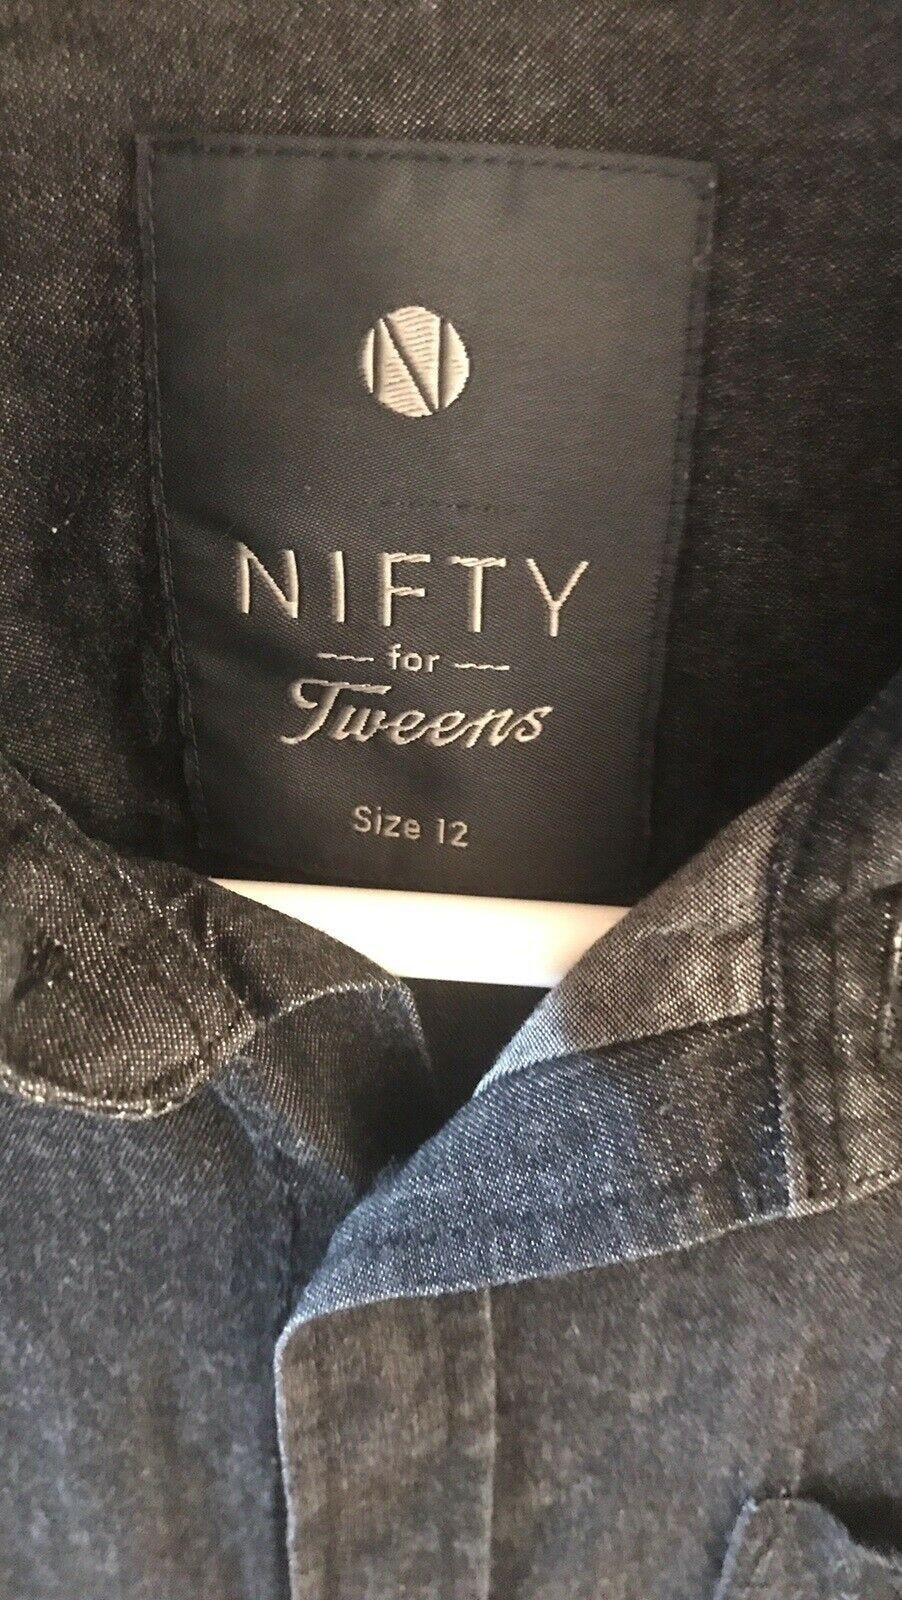 N
NIFTY
for
Tweens
Size 12